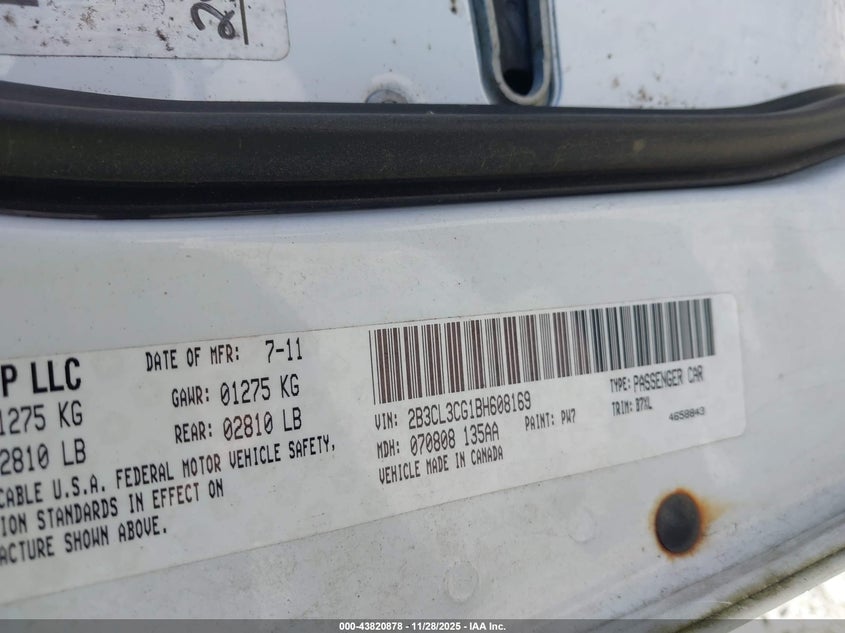 P LLC
DATE OF MFR: 7-11
1275 KG
GAWR: 01275 KG
2810 LB
REAR: 02810 LB
CABLE U.S.A. FEDERAL MOTOR VEHICLE SAFETY,
ION STANDARDS IN EFFECT ON
ACTURE SHOWN ABOVE.
VIN: 2B3CL3CG1BH608169
MDH: 070808 135AA
PAINT: PW7
VEHICLE MADE IN CANADA
TYPE: PASSENGER CAR
TRIM: B7XL
4658843
000-43820878 | 11/28/2025 | IAA Inc.